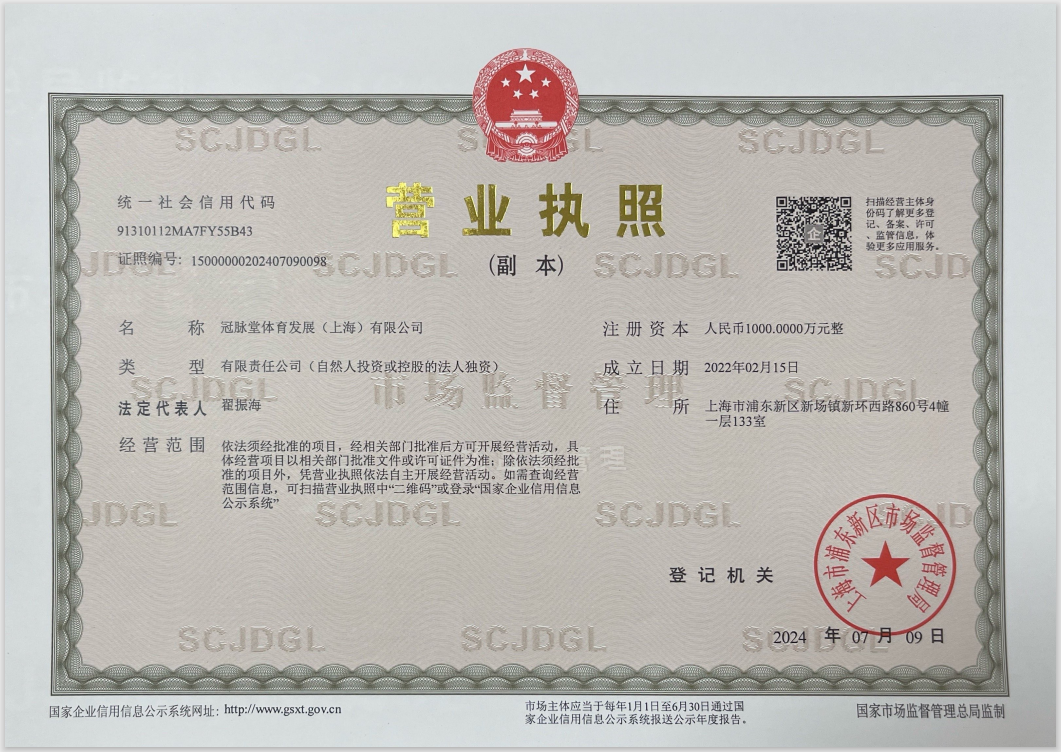 统一社会信用代码
91310112MA7FY55B43
证照编号: 15000000202407090098
营业执照
(副 本)
扫描经营主体身
份码了解更多登
记、备案、许可
、监管信息，体
验更多应用服务。
名 称 冠脉堂体育发展（上海）有限公司
类 型 有限责任公司（自然人投资或控股的法人独资）
法定代表人 翟振海
经营范围 依法须经批准的项目，经相关部门批准后方可开展经营活动，具
体经营项目以相关部门批准文件或许可证件为准；除依法须经批
准的项目外，凭营业执照依法自主开展经营活动。如需查询经营
范围信息，可扫描营业执照中“二维码”或登录“国家企业信用信息
公示系统”
注册资本 人民币1000.0000万元整
成立日期 2022年02月15日
住 所 上海市浦东新区新场镇新环西路860号4幢
一层133室
SCJDGL
SCJDGL
SCJDGL
JDGL
SCJDGL
SCJDGL
SCJD
SCJDGL
市场监督管理
SCJDGL
JDGL
SCJDGL
SCJDGL
SCJDGL
SCJDGL
SCJDGL
企
上海市浦东新区市场监督管理局
登记机关
2024 年 07 月 09 日
国家企业信用信息公示系统网址: http://www.gsxt.gov.cn
市场主体应当于每年1月1日至6月30日通过国
家企业信用信息公示系统报送公示年度报告。
国家市场监督管理总局监制